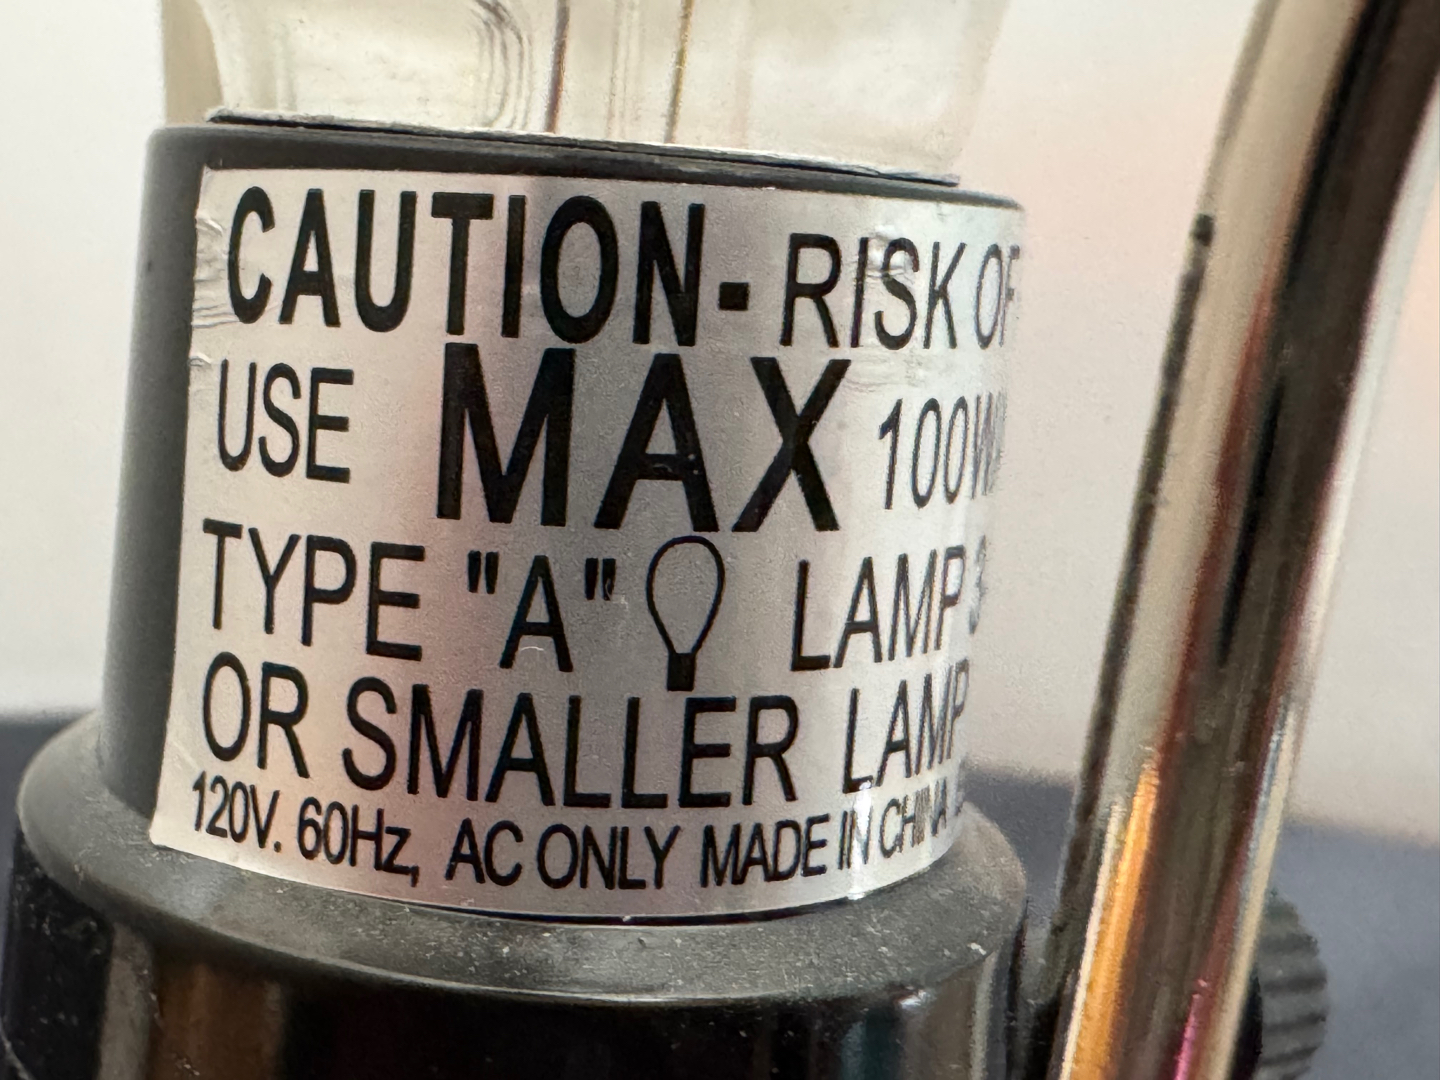 CAUTION- RISK OF
USE MAX 100W
TYPE "A" LAMP
OR SMALLER LAMP
120V. 60Hz, AC ONLY MADE IN CHINA